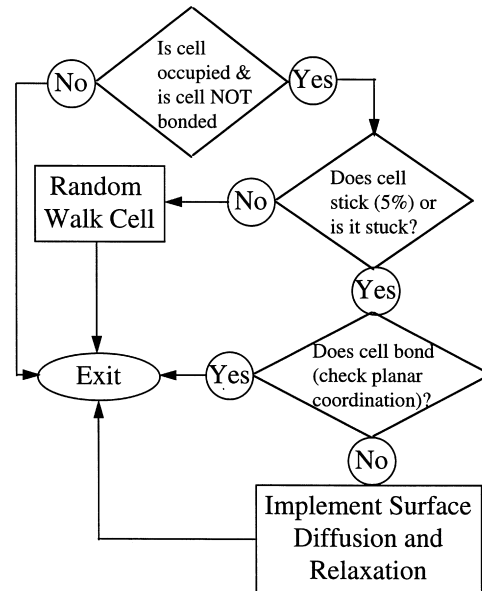 Is cell
occupied &
is cell NOT
bonded
No
Yes
Does cell
stick (5%) or
is it stuck?
No
Random
Walk Cell
Yes
Does cell bond
(check planar
coordination)?
Yes
Exit
No
Implement Surface
Diffusion and
Relaxation